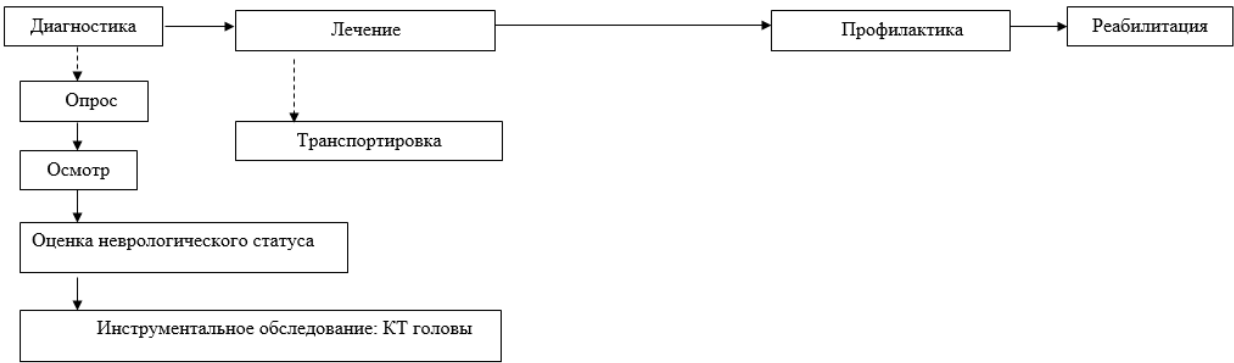 Диагностика
Лечение
Профилактика
Реабилитация
Опрос
Транспортировка
Осмотр
Оценка неврологического статуса
Инструментальное обследование: КТ головы